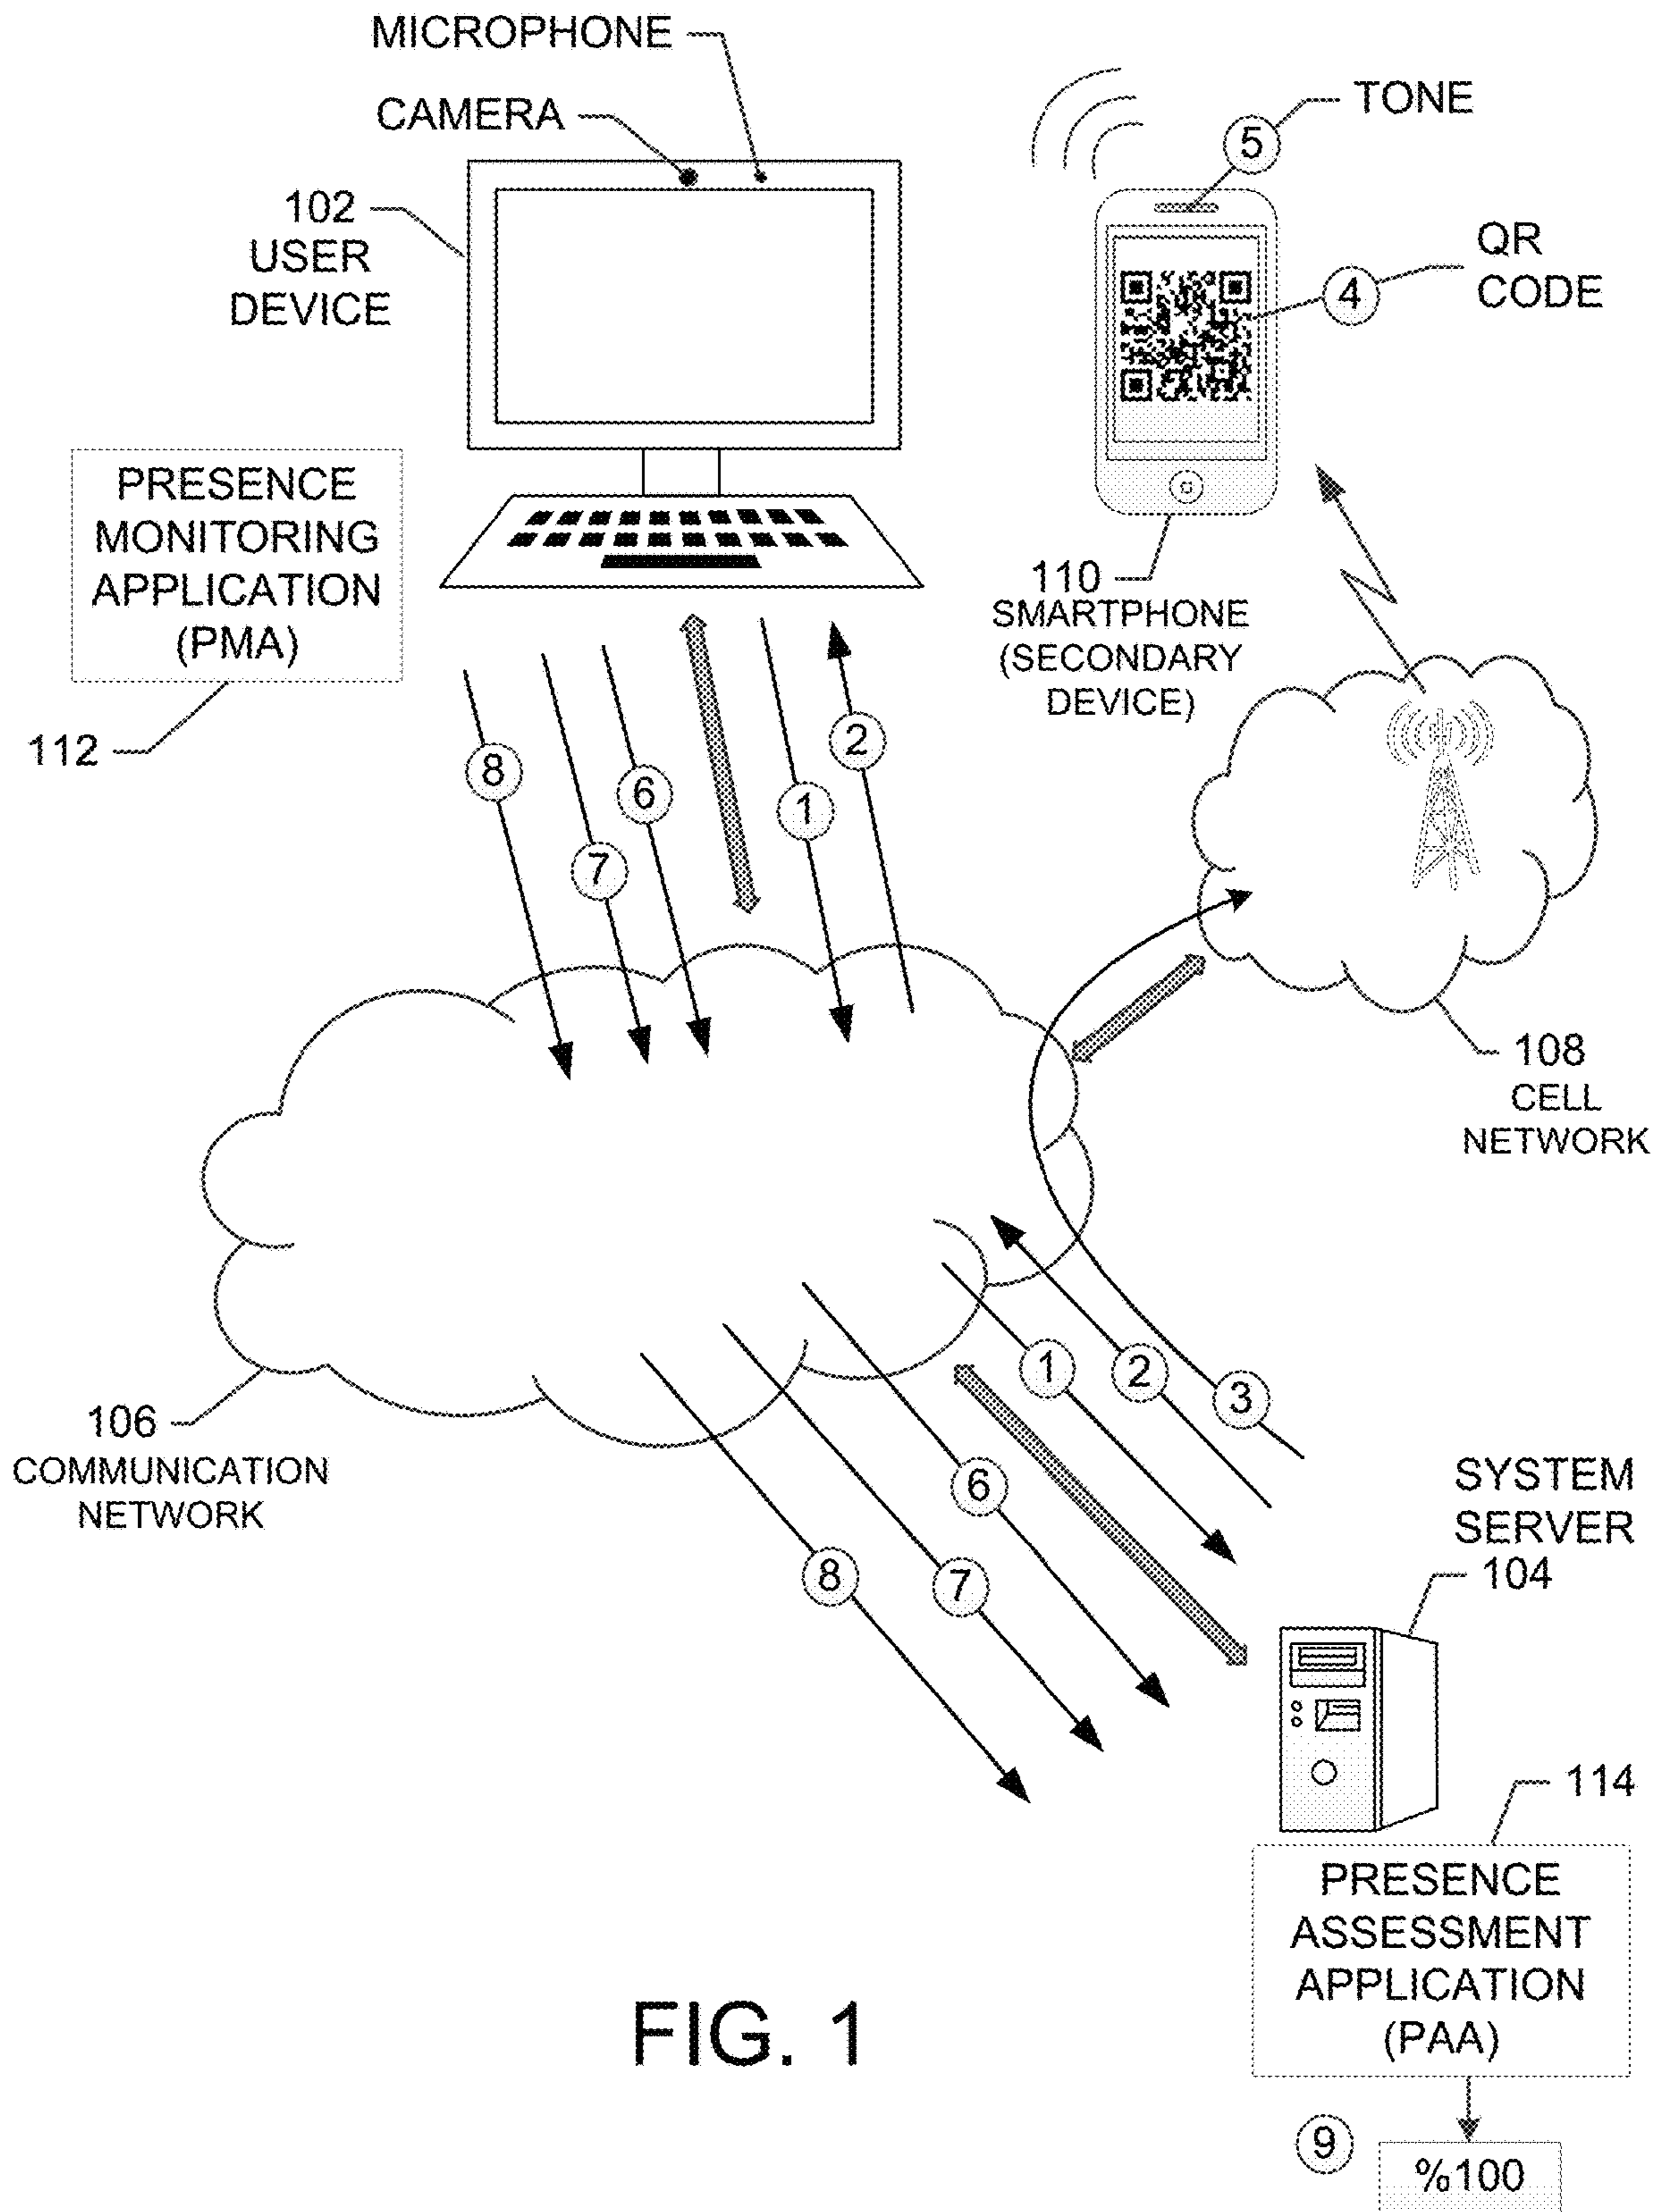 MICROPHONE
CAMERA
TONE
5
102
USER
DEVICE
QR
CODE
4
PRESENCE
MONITORING
APPLICATION
(PMA)
112
110
SMARTPHONE
(SECONDARY
DEVICE)
8
7
6
1
2
108
CELL
NETWORK
106
COMMUNICATION
NETWORK
1
2
3
6
7
8
SYSTEM
SERVER
104
114
PRESENCE
ASSESSMENT
APPLICATION
(PAA)
9
%100
FIG. 1